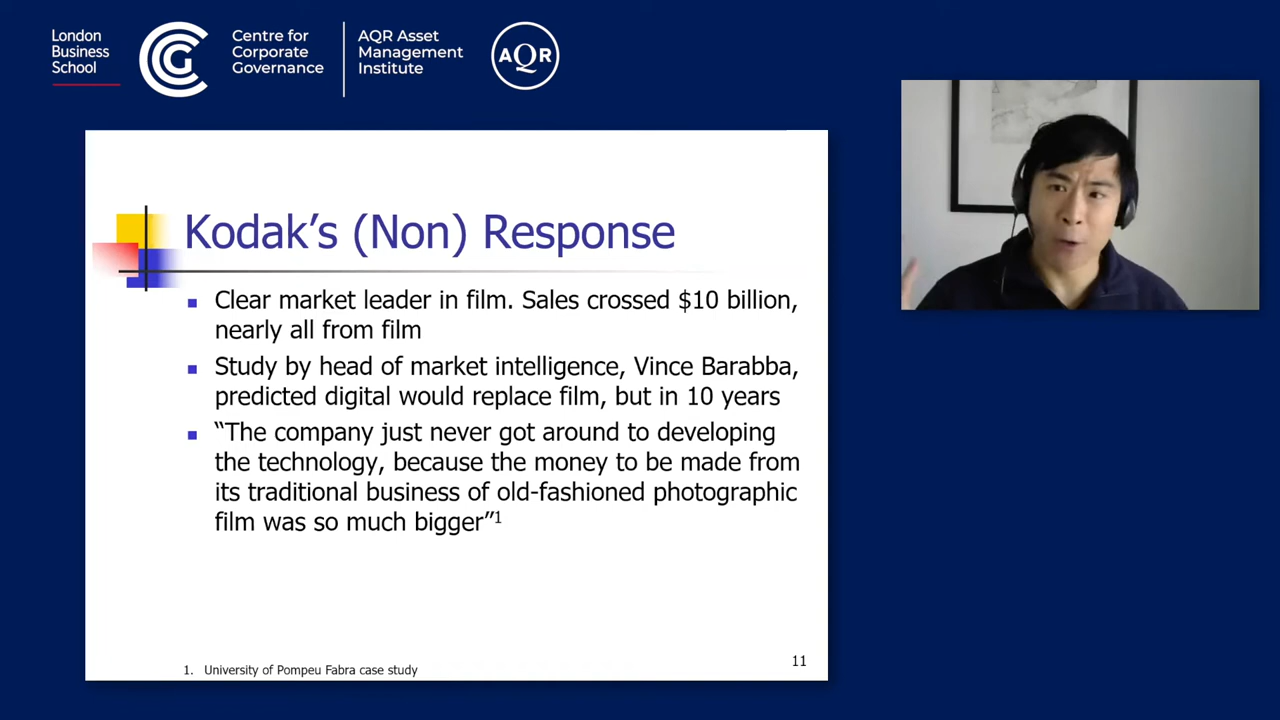 London
Business
School
Centre for
Corporate
Governance
AQR Asset
Management
Institute
AQR
Kodak’s (Non) Response
Clear market leader in film. Sales crossed $10 billion,
nearly all from film
Study by head of market intelligence, Vince Barabba,
predicted digital would replace film, but in 10 years
“The company just never got around to developing
the technology, because the money to be made from
its traditional business of old-fashioned photographic
film was so much bigger”1
1. University of Pompeu Fabra case study
11